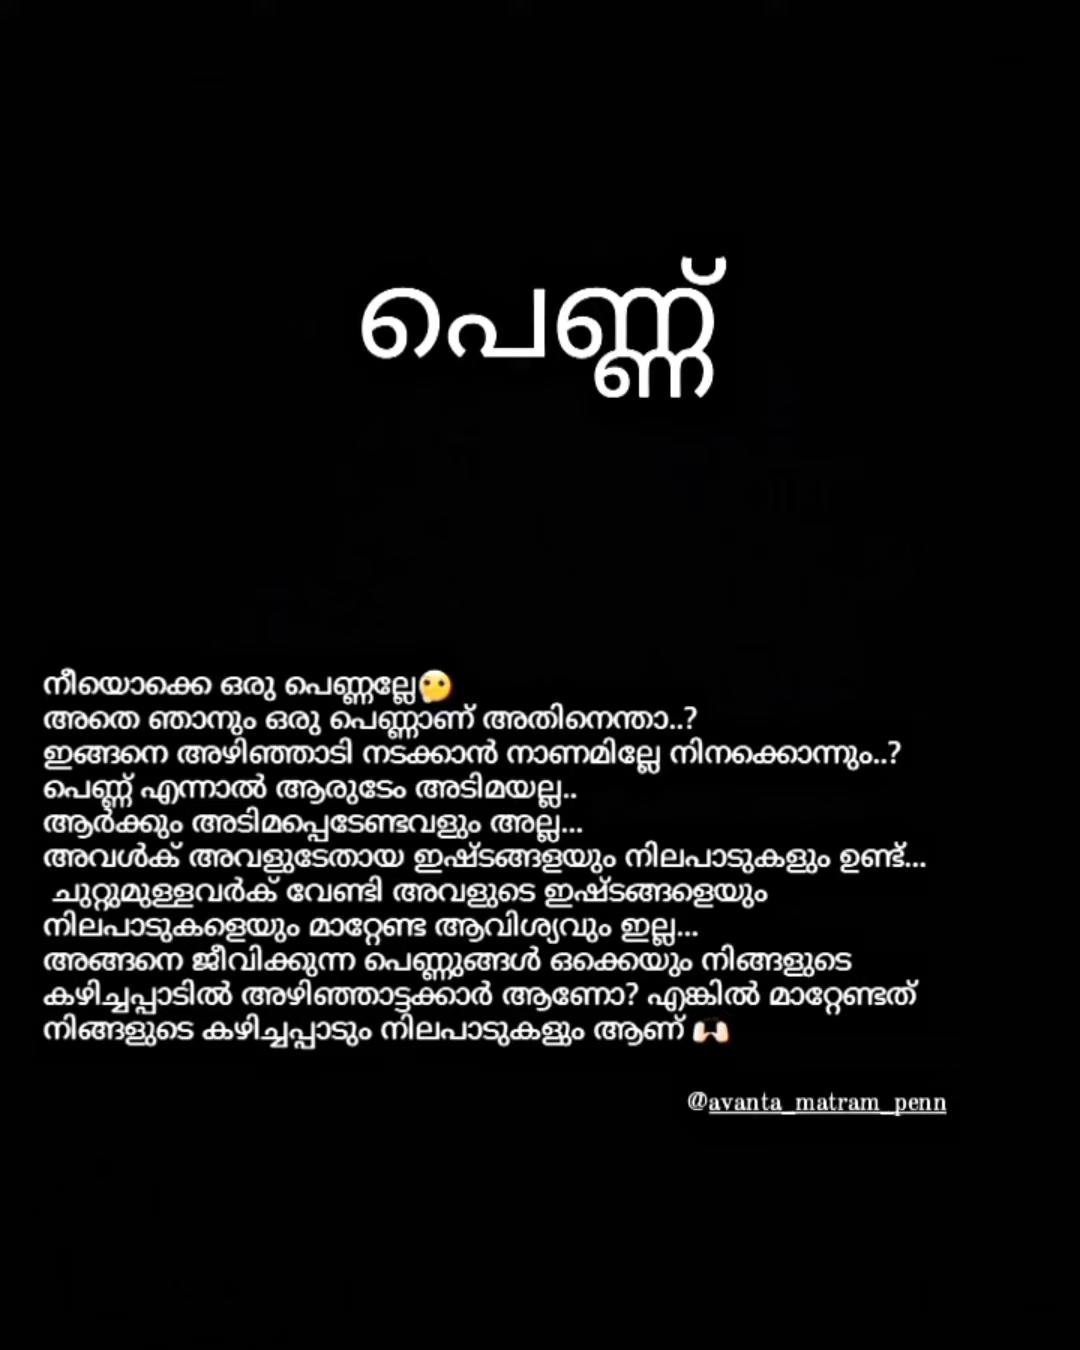 പെണ്ണ്
നീയൊക്കെ ഒരു പെണ്ണല്ലേ😶
അതെ ഞാനും ഒരു പെണ്ണാണ് അതിനെന്താ..?
ഇങ്ങനെ അഴിഞ്ഞാടി നടക്കാൻ നാണമില്ലേ നിനക്കൊന്നും..?
പെണ്ണ് എന്നാൽ ആരുടേം അടിമയല്ല..
ആർക്കും അടിമപ്പെടേണ്ടവളും അല്ല...
അവൾക് അവളുടേതായ ഇഷ്ടങ്ങളയും നിലപാടുകളും ഉണ്ട്...
ചുറ്റുമുള്ളവർക് വേണ്ടി അവളുടെ ഇഷ്ടങ്ങളെയും
നിലപാടുകളെയും മാറ്റേണ്ട ആവിശ്യവും ഇല്ല...
അങ്ങനെ ജീവിക്കുന്ന പെണ്ണുങ്ങൾ ഒക്കെയും നിങ്ങളുടെ
കഴിച്ചപ്പാടിൽ അഴിഞ്ഞാട്ടക്കാർ ആണോ? എങ്കിൽ മാറ്റേണ്ടത്
നിങ്ങളുടെ കഴിച്ചപ്പാടും നിലപാടുകളും ആണ് 🙌🏻
@avanta_matram_penn